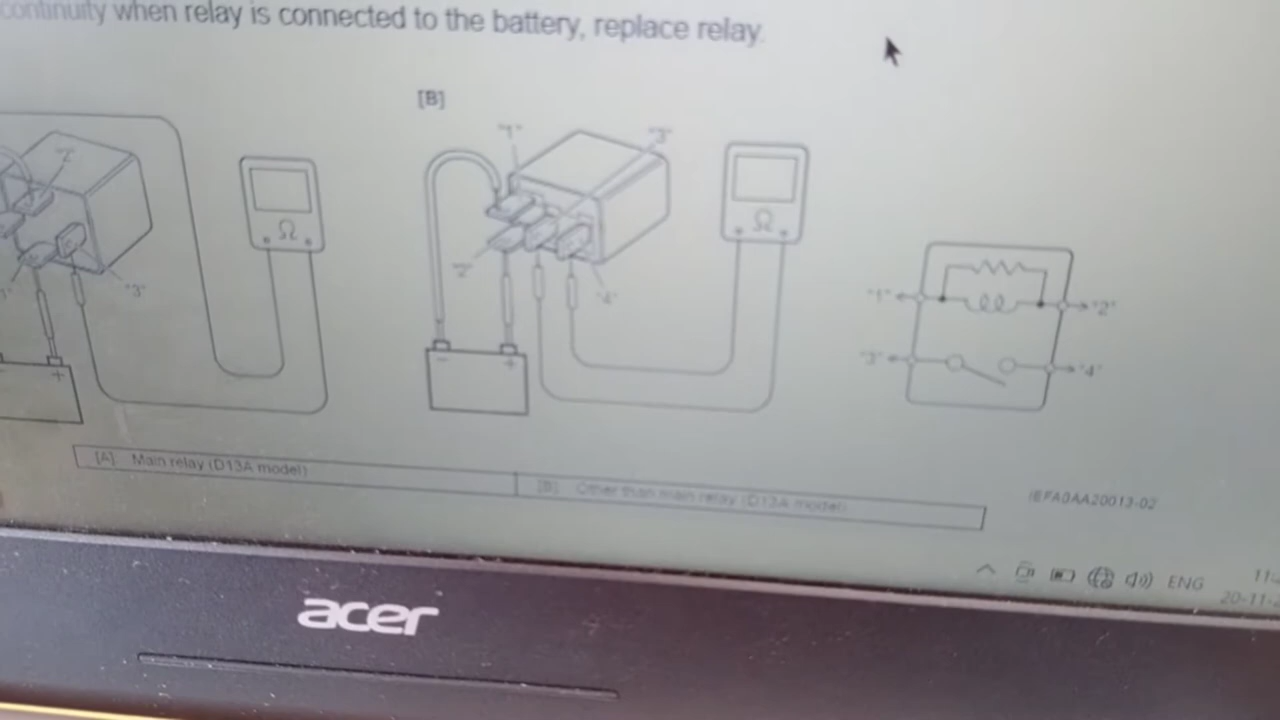 continuity when relay is connected to the battery, replace relay.
[B]
"1"
"3"
"2"
Ω
Ω
"2"
"3"
"4"
"1"
"2"
"3"
"4"
- +
+
[A] Main relay (D13A model)
[B] Other than main relay (D13A model)
IEFA0AA20013-02
ENG
acer